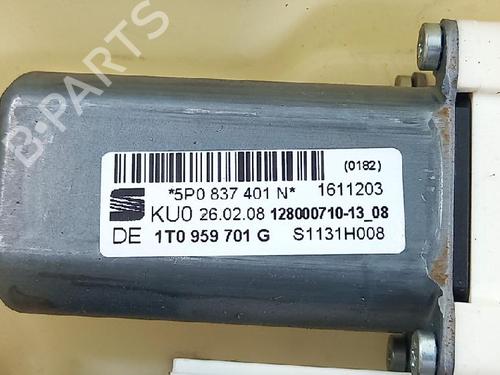 B-PARTS
(0182)
*5P0 837 401 N* 1611203
KU0 26.02.08 128000710-13_08
DE 1T0 959 701 G S1131H008